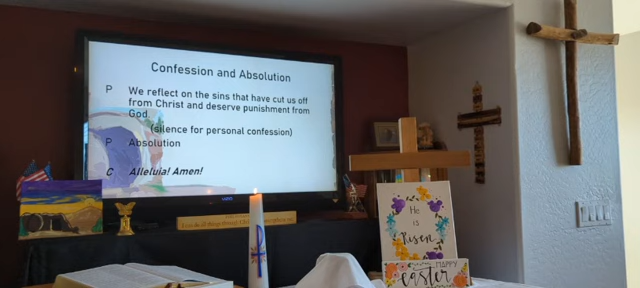 Confession and Absolution
P We reflect on the sins that have cut us off
from Christ and deserve punishment from
God.
(silence for personal confession)
P Absolution
C Alleluia! Amen!
He
is
Risen
HAPPY
easter